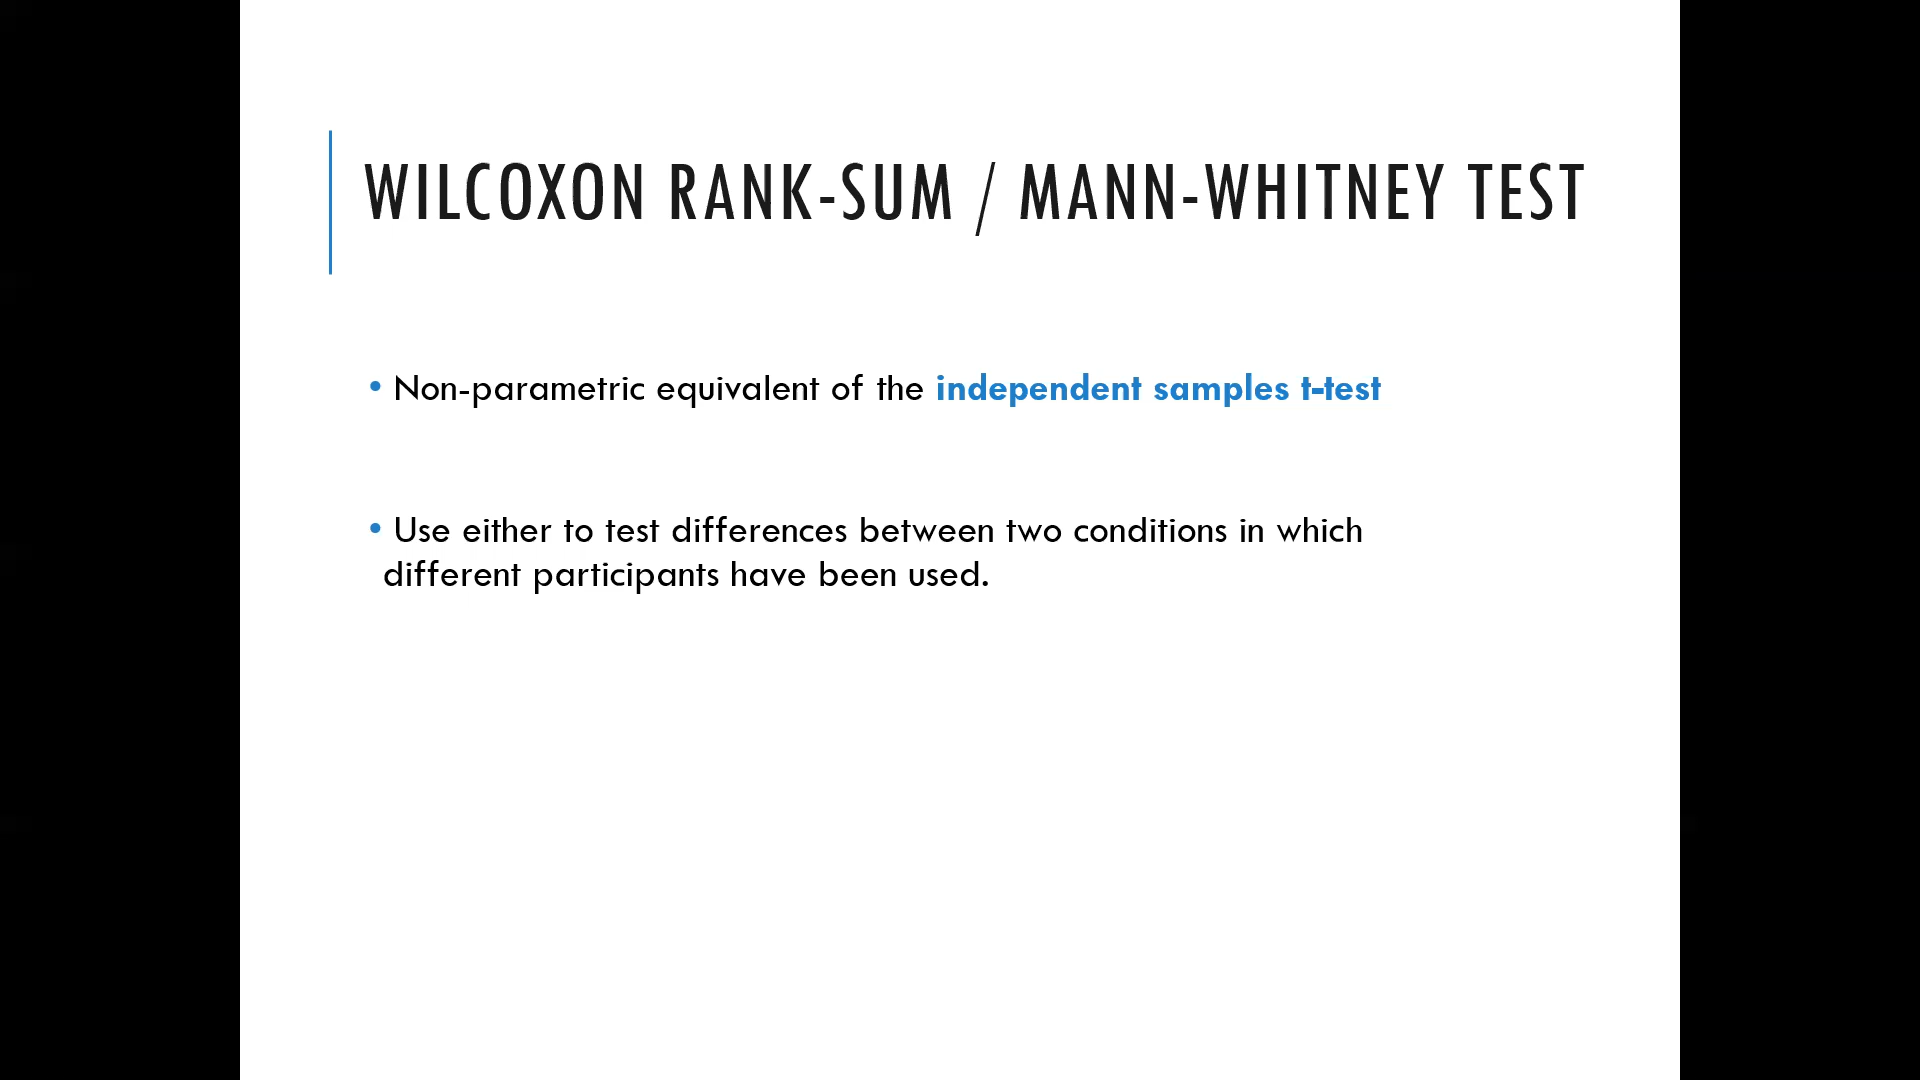 WILCOXON RANK-SUM / MANN-WHITNEY TEST
• Non-parametric equivalent of the independent samples t-test
• Use either to test differences between two conditions in which
different participants have been used.